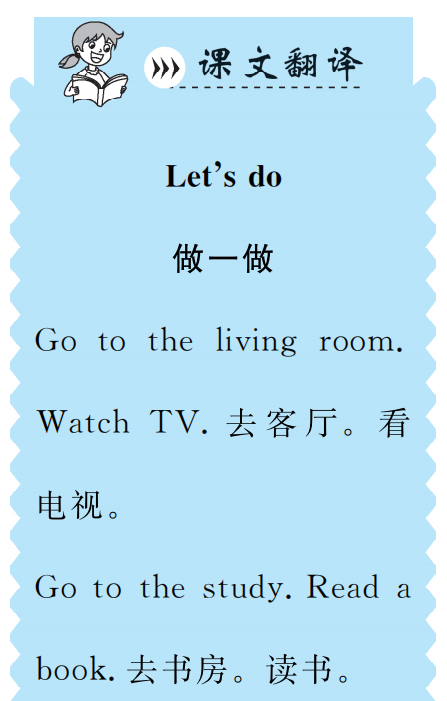 课文翻译
Let's do
做一做
Go to the living room.
Watch TV. 去客厅。看
电视。
Go to the study. Read a
book. 去书房。读书。